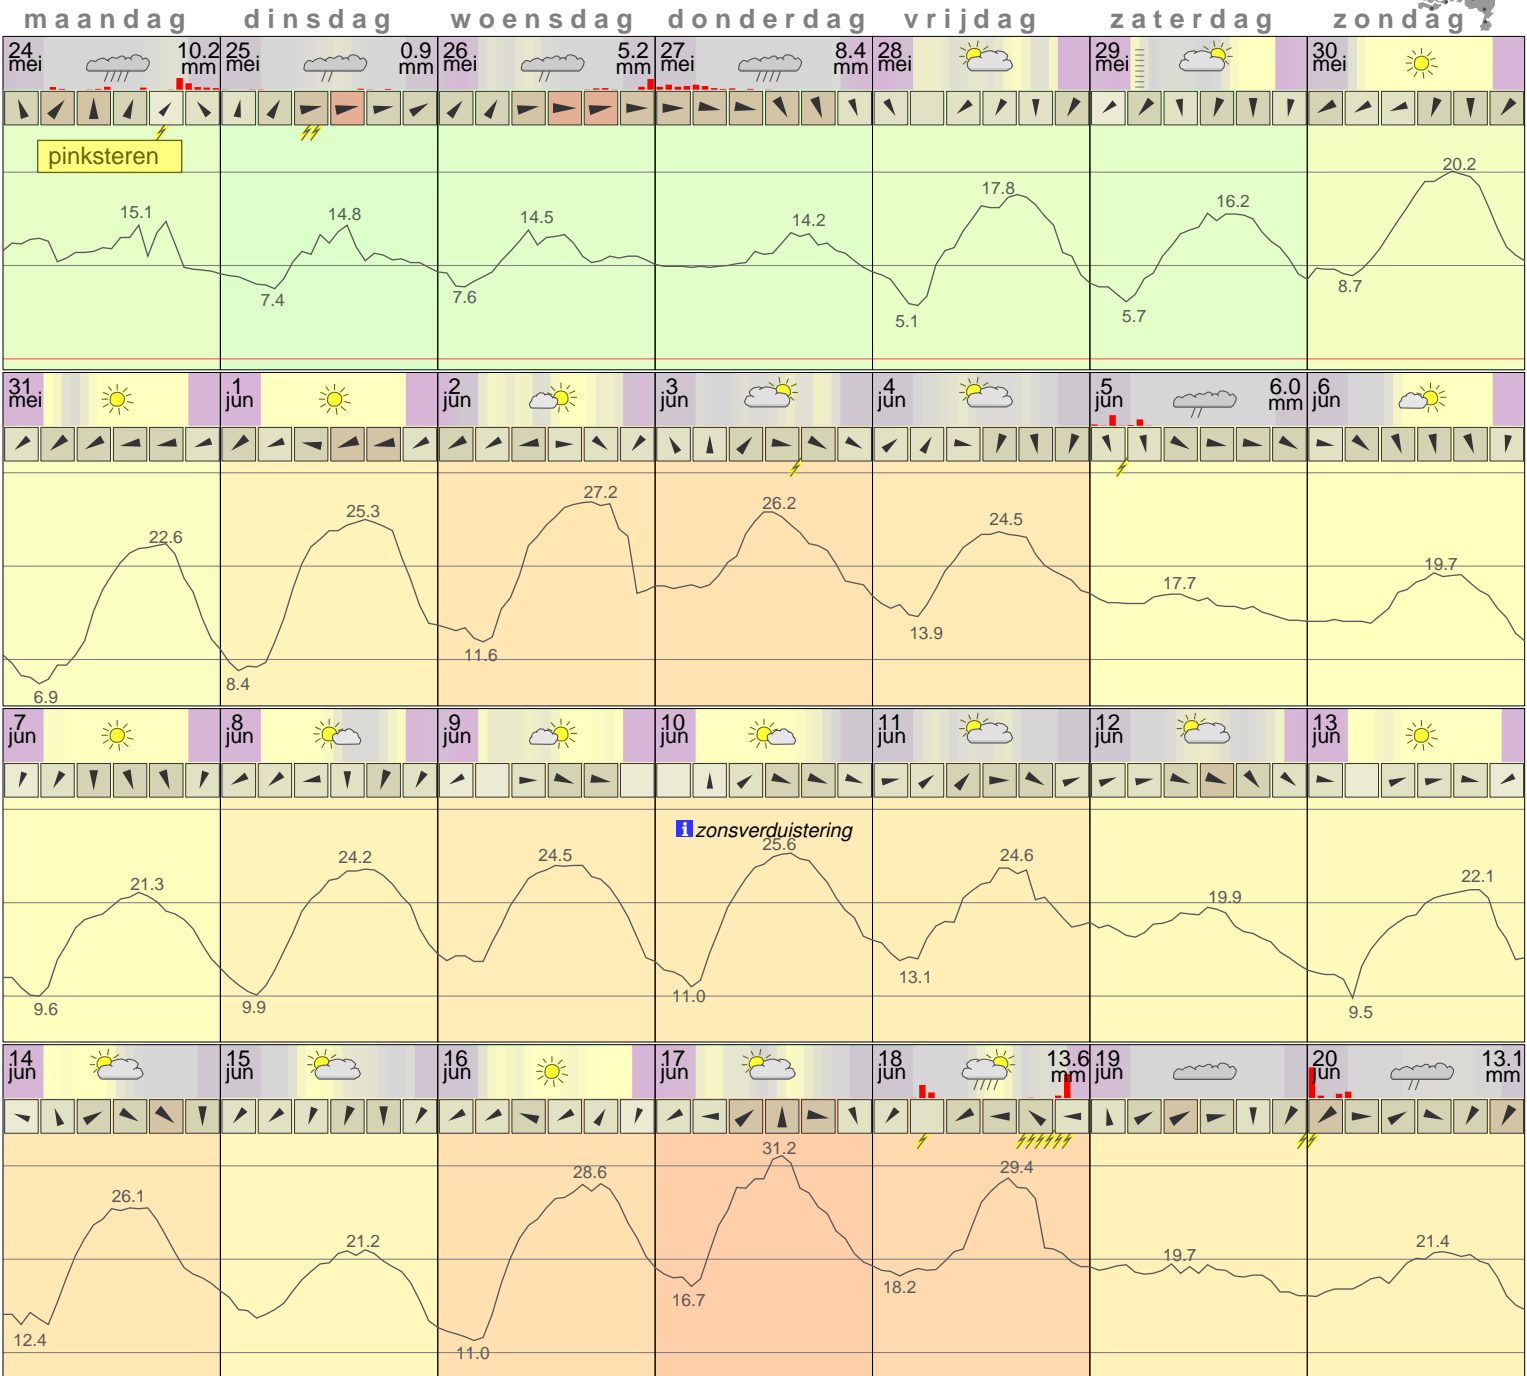 maandag dinsdag woensdag donderdag vrijdag zaterdag zondag
24 mei 10.2 mm 25 mei 0.9 mm 26 mei 5.2 mm 27 mei 8.4 mm 28 mei 29 mei 30 mei
pinksteren
15.1 14.8 14.5 14.2 17.8 16.2 20.2
7.4 7.6 5.1 5.7 8.7
31 mei 1 jun 2 jun 3 jun 4 jun 5 jun 6.0 mm 6 jun
22.6 25.3 27.2 26.2 24.5 17.7 19.7
6.9 8.4 11.6 13.9
7 jun 8 jun 9 jun 10 jun 11 jun 12 jun 13 jun
i zonsverduistering
21.3 24.2 24.5 25.6 24.6 19.9 22.1
9.6 9.9 11.0 13.1 9.5
14 jun 15 jun 16 jun 17 jun 18 jun 13.6 mm 19 jun 20 jun 13.1 mm
26.1 21.2 28.6 31.2 29.4 19.7 21.4
12.4 11.0 16.7 18.2